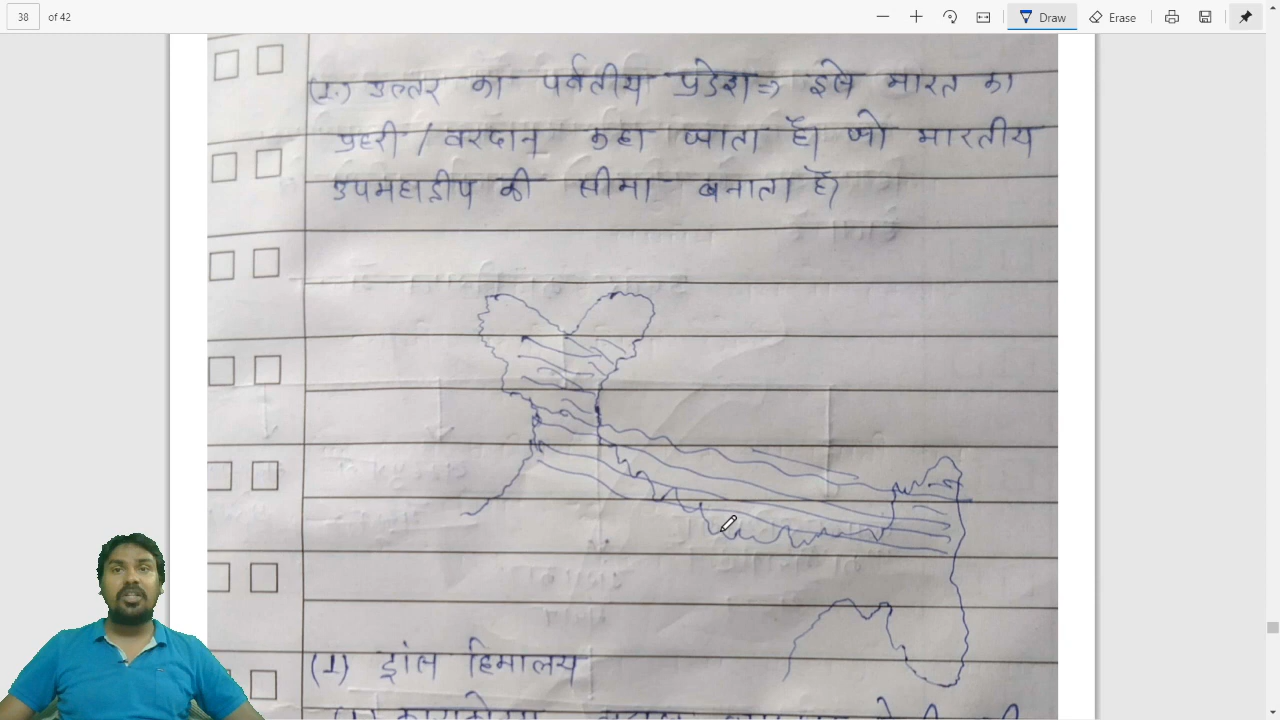 38 of 42
Draw
Erase
(1.) उत्तर का पर्वतीय प्रदेश⇒ इसे भारत का
प्रहरी / वरदान कहा जाता है। जो भारतीय
उपमहाद्वीप की सीमा बनाता है।
(1) ट्रांस हिमालय